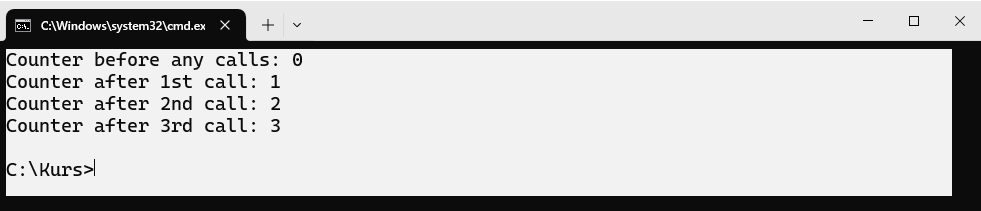 C:\Windows\system32\cmd.ex
Counter before any calls: 0
Counter after 1st call: 1
Counter after 2nd call: 2
Counter after 3rd call: 3
C:\Kurs>